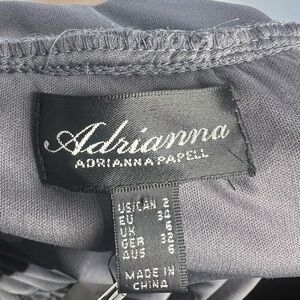 Adrianna
ADRIANNA PAPELL
US/CAN 2
EU 34
UK 6
GER 32
AUS 6
MADE IN
CHINA